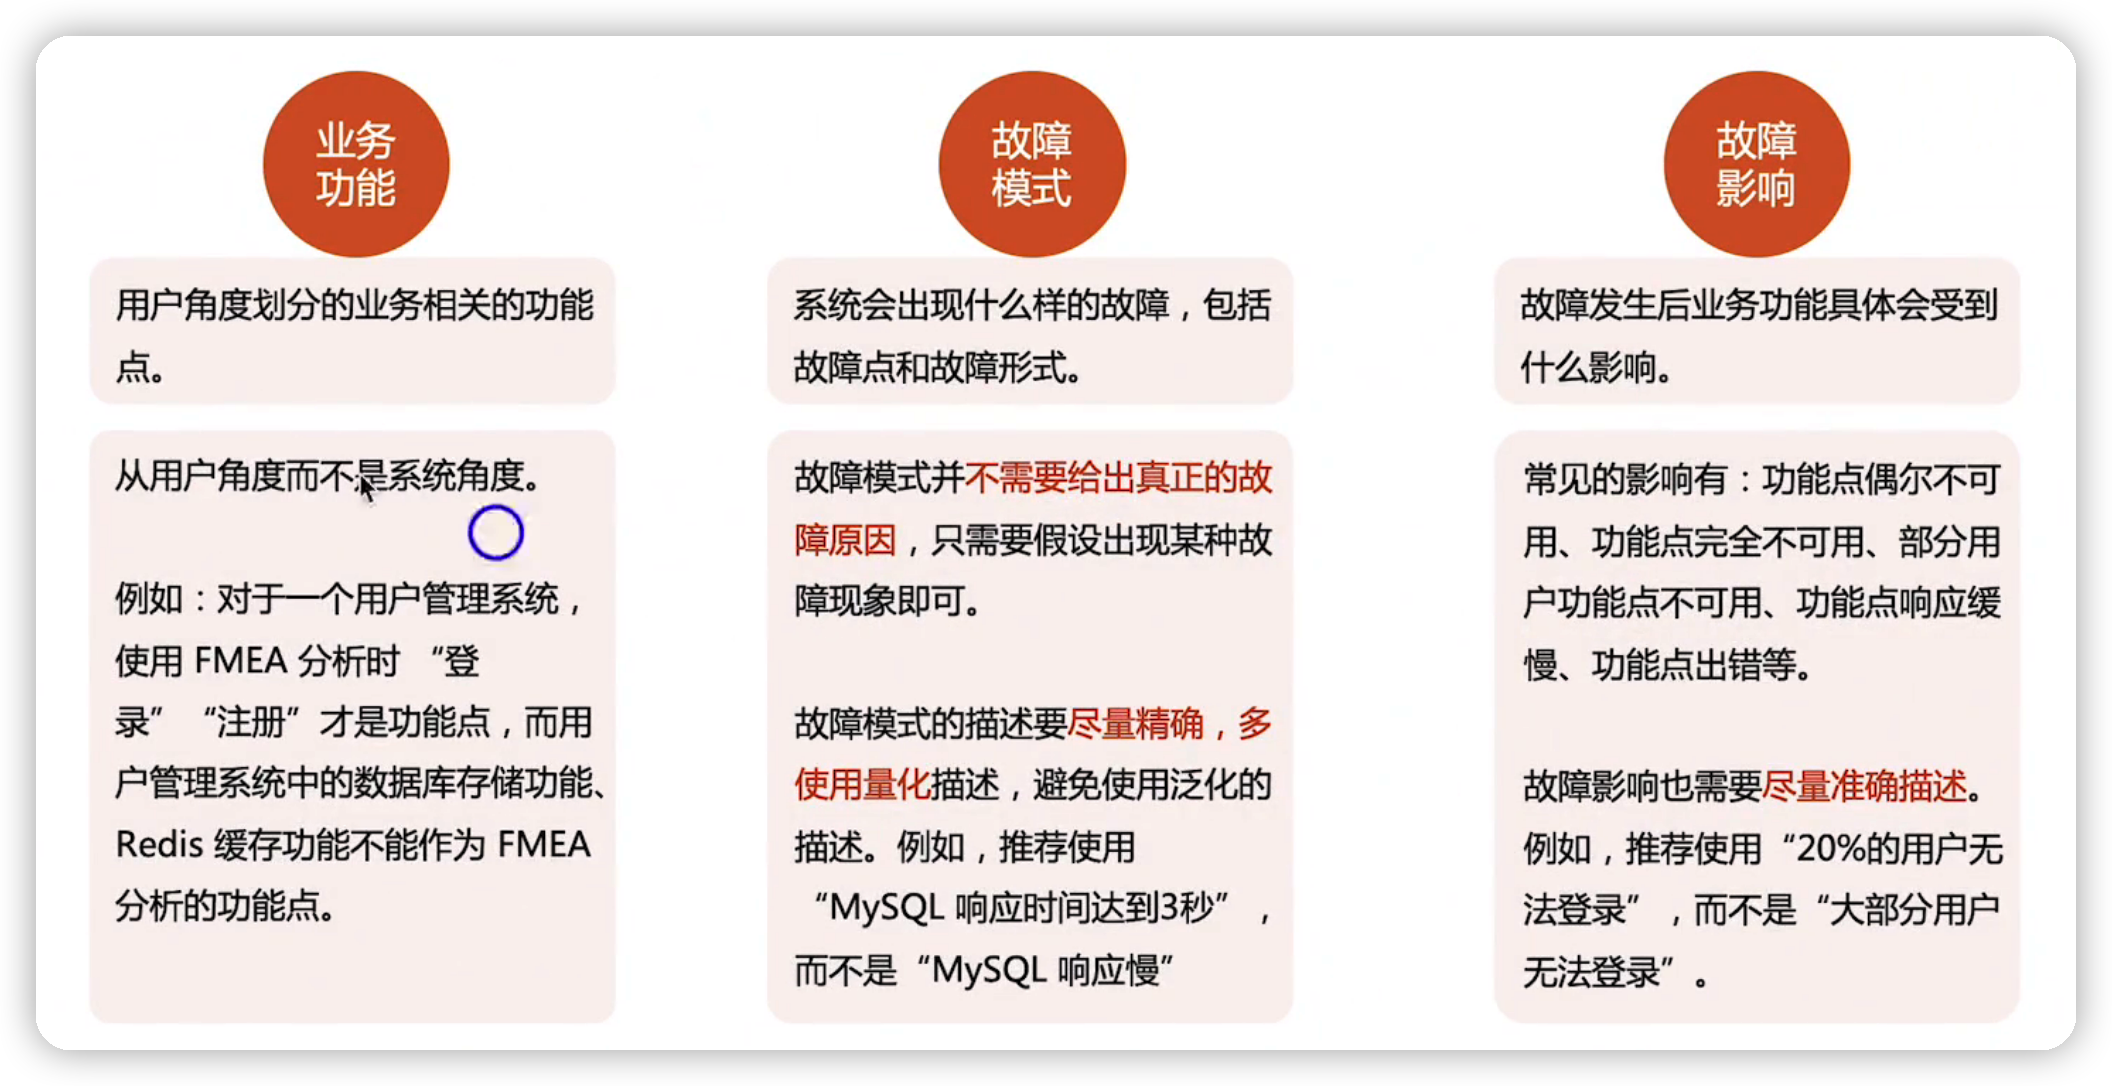 业务
功能
用户角度划分的业务相关的功能
点。
从用户角度而不是系统角度。
例如：对于一个用户管理系统，
使用 FMEA 分析时 “登
录” “注册” 才是功能点，而用
户管理系统中的数据库存储功能、
Redis 缓存功能不能作为 FMEA
分析的功能点。
故障
模式
系统会出现什么样的故障，包括
故障点和故障形式。
故障模式并不需要给出真正的故
障原因，只需要假设出现某种故
障现象即可。
故障模式的描述要尽量精确，多
使用量化描述，避免使用泛化的
描述。例如，推荐使用
“MySQL 响应时间达到3秒” ，
而不是 “MySQL 响应慢”
故障
影响
故障发生后业务功能具体会受到
什么影响。
常见的影响有：功能点偶尔不可
用、功能点完全不可用、部分用
户功能点不可用、功能点响应缓
慢、功能点出错等。
故障影响也需要尽量准确描述。
例如，推荐使用 “20%的用户无
法登录” ，而不是 “大部分用户
无法登录” 。